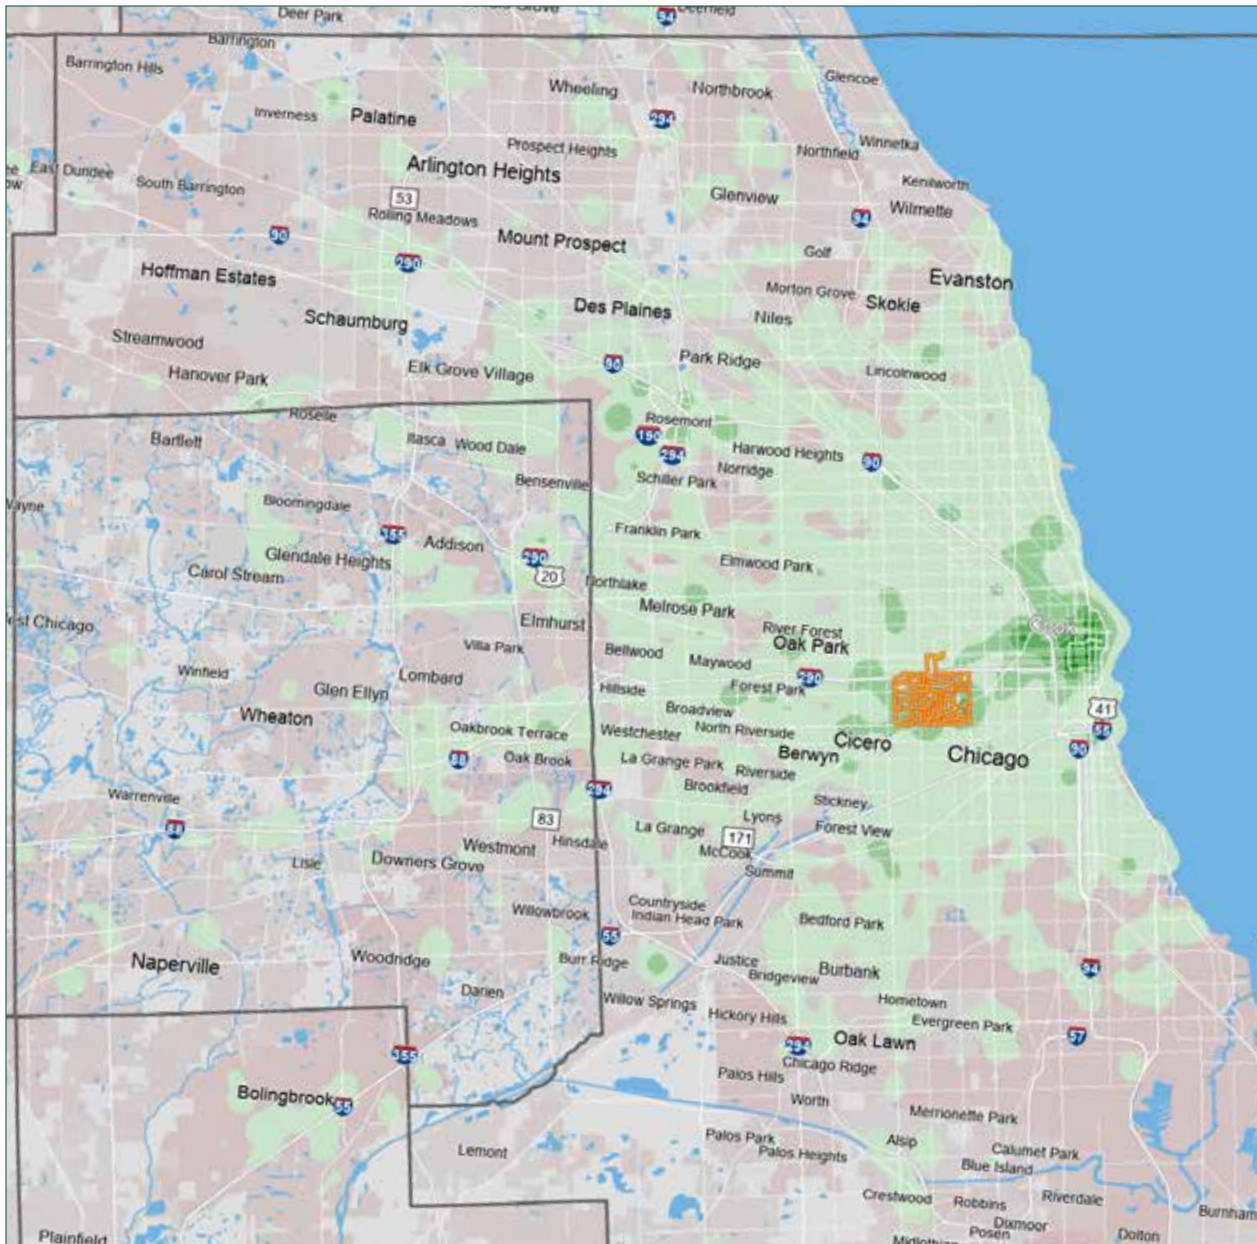 Deer Park
Deerfield
94
Barrington
Barrington Hills
Wheeling
Northbrook
Glencoe
Inverness
Palatine
294
Prospect Heights
Northfield
Winnetka
East Dundee
South Barrington
Arlington Heights
Kenilworth
53
Rolling Meadows
Glenview
94
Wilmette
90
290
Mount Prospect
Golf
Hoffman Estates
Evanston
Schaumburg
Des Plaines
Morton Grove
Skokie
Niles
Streamwood
90
Park Ridge
Hanover Park
Elk Grove Village
Lincolnwood
Roselle
Rosemont
190
Bartlett
Itasca
Wood Dale
294
Harwood Heights
90
Norridge
Bensenville
Schiller Park
Wayne
Bloomingdale
355
Addison
Franklin Park
Glendale Heights
290
20
Elmwood Park
Carol Stream
Northlake
Melrose Park
est Chicago
Elmhurst
River Forest
Cook
Villa Park
Bellwood
Oak Park
Winfield
Lombard
Maywood
290
Glen Ellyn
Hillside
Forest Park
Wheaton
Broadview
41
Oakbrook Terrace
Westchester
North Riverside
55
Cicero
90
88
Oak Brook
La Grange Park
Berwyn
Chicago
Riverside
Brookfield
294
Warrenville
Stickney
83
Lyons
88
La Grange
171
Forest View
Westmont
Hinsdale
McCook
Lisle
Downers Grove
Summit
Willowbrook
Countryside
Indian Head Park
Bedford Park
55
Naperville
Woodridge
Burr Ridge
Justice
Bridgeview
Burbank
94
Darien
Willow Springs
Hometown
Hickory Hills
Evergreen Park
57
355
294
Oak Lawn
Chicago Ridge
Palos Hills
Bolingbrook
55
Worth
Merrionette Park
Lemont
Palos Park
Palos Heights
Alsip
Calumet Park
Blue Island
Crestwood
Robbins
Riverdale
Burnham
Dixmoor
Posen
Dolton
Plainfield